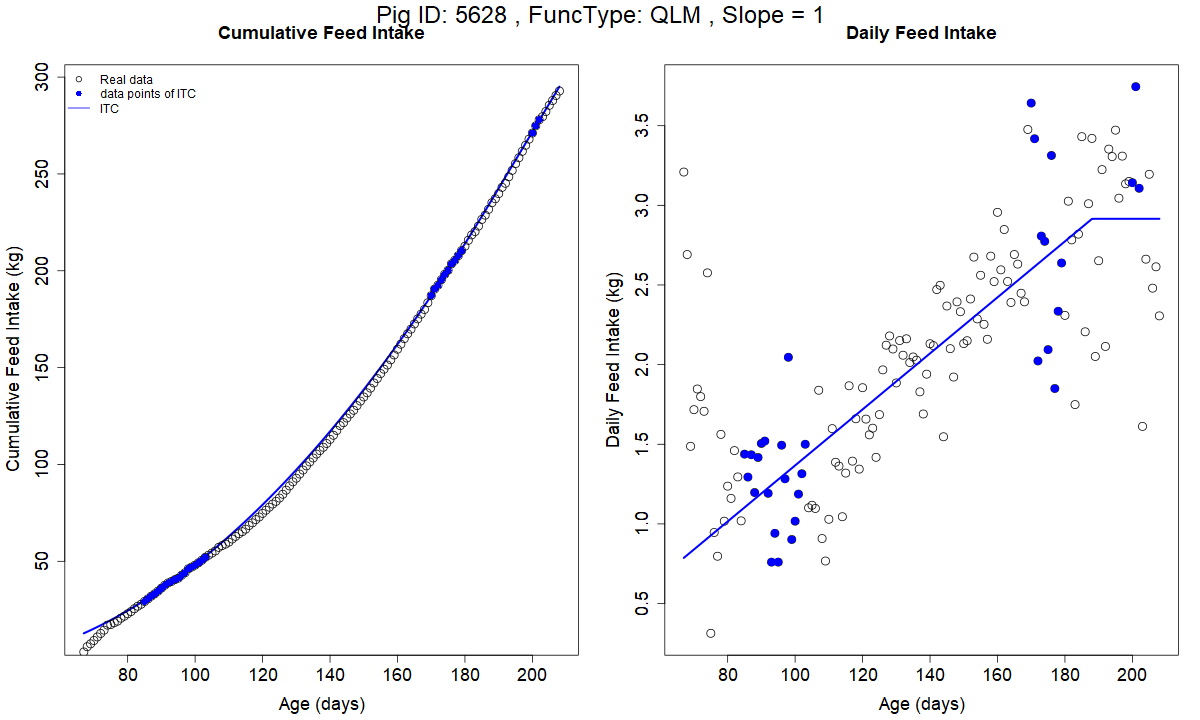 Pig ID: 5628 , FuncType: QLM , Slope = 1
Cumulative Feed Intake
Real data
data points of ITC
ITC
Cumulative Feed Intake (kg)
300
250
200
150
100
50
80 100 120 140 160 180 200
Age (days)
Daily Feed Intake
Daily Feed Intake (kg)
3.5
3.0
2.5
2.0
1.5
1.0
0.5
80 100 120 140 160 180 200
Age (days)